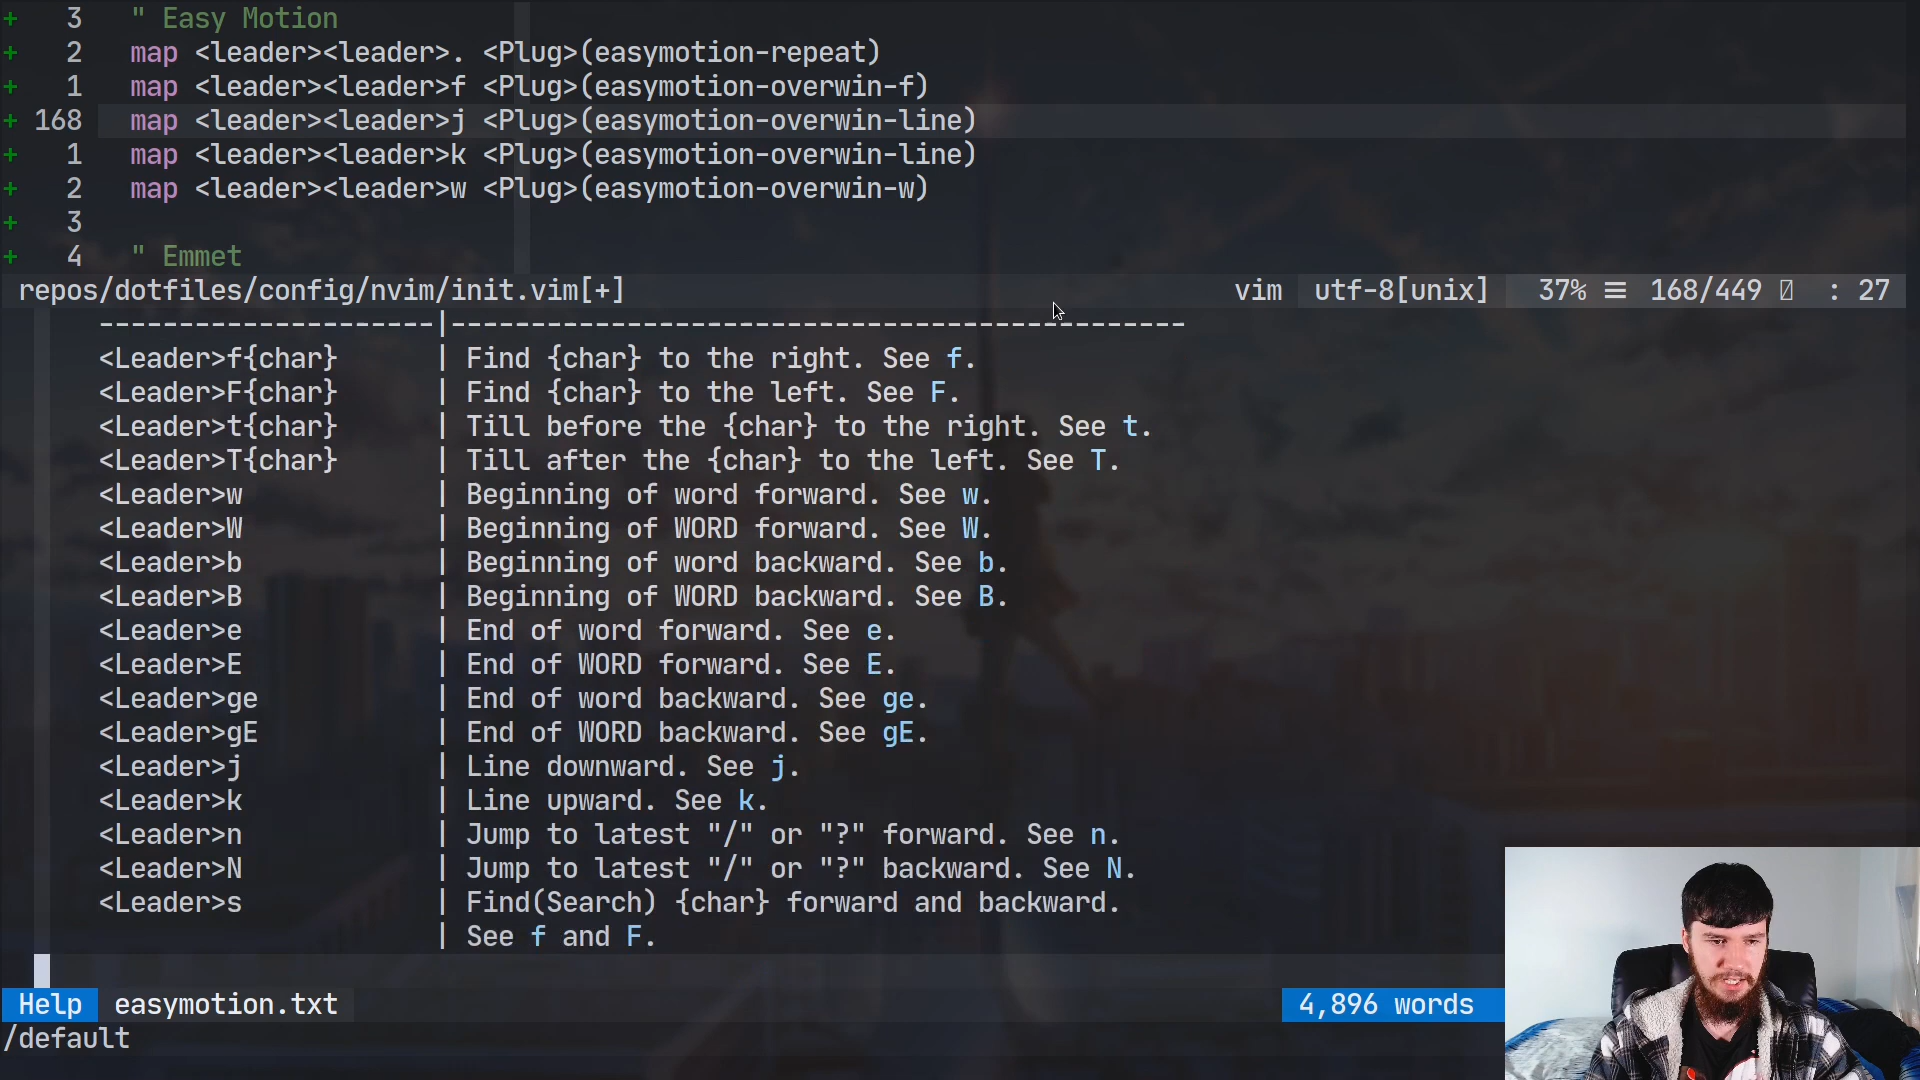 + 3 " Easy Motion
+ 2 map <leader><leader>. <Plug>(easymotion-repeat)
+ 1 map <leader><leader>f <Plug>(easymotion-overwin-f)
+ 168 map <leader><leader>j <Plug>(easymotion-overwin-line)
+ 1 map <leader><leader>k <Plug>(easymotion-overwin-line)
+ 2 map <leader><leader>w <Plug>(easymotion-overwin-w)
+ 3
+ 4 " Emmet
repos/dotfiles/config/nvim/init.vim[+] vim utf-8[unix] 37% ☰ 168/449 : 27
---------------------|----------------------------------------------
<Leader>f{char} | Find {char} to the right. See f.
<Leader>F{char} | Find {char} to the left. See F.
<Leader>t{char} | Till before the {char} to the right. See t.
<Leader>T{char} | Till after the {char} to the left. See T.
<Leader>w | Beginning of word forward. See w.
<Leader>W | Beginning of WORD forward. See W.
<Leader>b | Beginning of word backward. See b.
<Leader>B | Beginning of WORD backward. See B.
<Leader>e | End of word forward. See e.
<Leader>E | End of WORD forward. See E.
<Leader>ge | End of word backward. See ge.
<Leader>gE | End of WORD backward. See gE.
<Leader>j | Line downward. See j.
<Leader>k | Line upward. See k.
<Leader>n | Jump to latest "/" or "?" forward. See n.
<Leader>N | Jump to latest "/" or "?" backward. See N.
<Leader>s | Find(Search) {char} forward and backward.
| See f and F.
Help easymotion.txt 4,896 words
/default